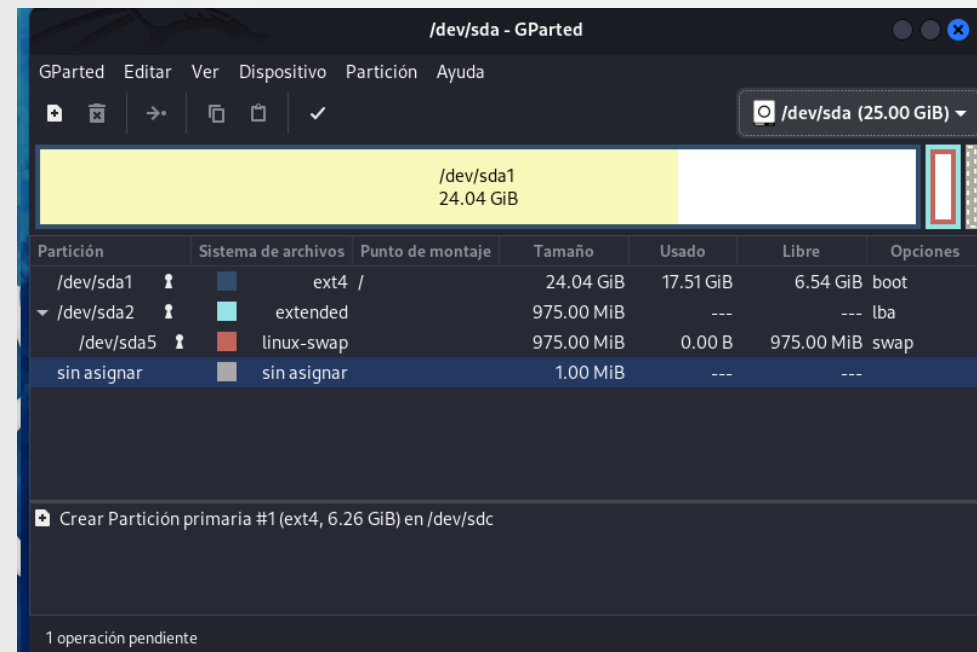 /dev/sda - GParted
GParted Editar Ver Dispositivo Partición Ayuda
/dev/sda (25.00 GiB)
/dev/sda1
24.04 GiB
Partición Sistema de archivos Punto de montaje Tamaño Usado Libre Opciones
/dev/sda1 ext4 / 24.04 GiB 17.51 GiB 6.54 GiB boot
/dev/sda2 extended 975.00 MiB --- --- lba
/dev/sda5 linux-swap 975.00 MiB 0.00 B 975.00 MiB swap
sin asignar sin asignar 1.00 MiB --- ---
Crear Partición primaria #1 (ext4, 6.26 GiB) en /dev/sdc
1 operación pendiente